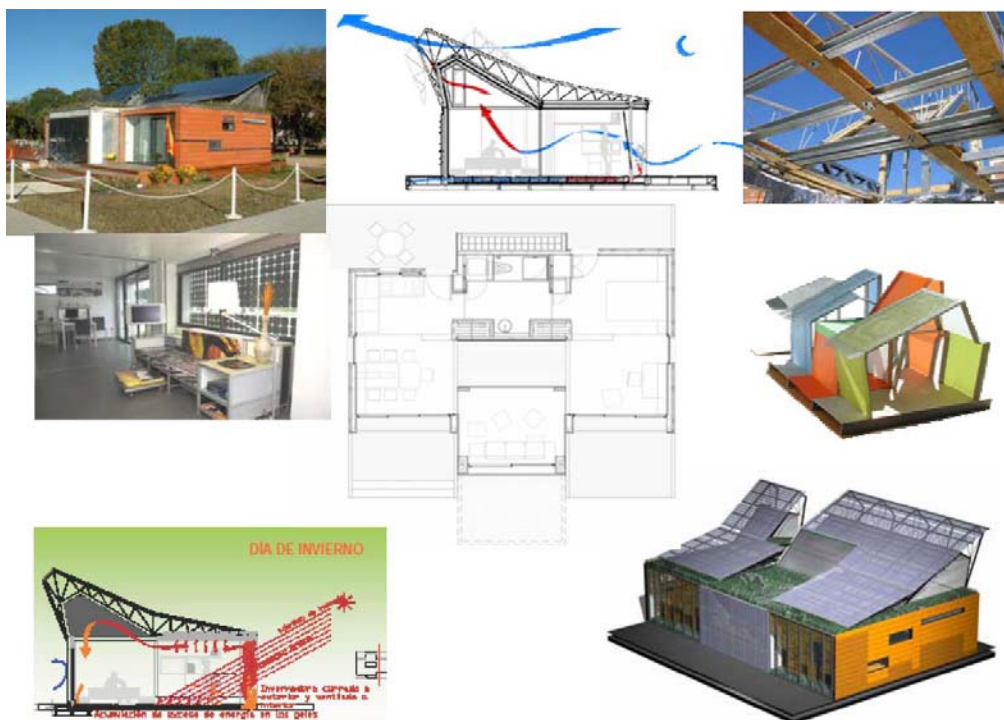 DÍA DE INVIERNO
Invernadero cerrado a
exterior y ventilado a
interior
Acumulación de exceso de energía en los geles